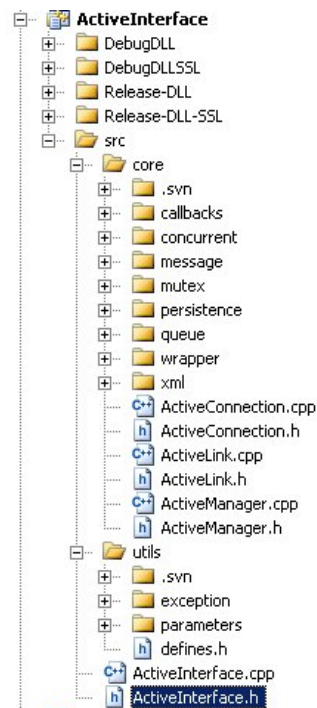 ActiveInterface
DebugDLL
DebugDLLSSL
Release-DLL
Release-DLL-SSL
src
core
.svn
callbacks
concurrent
message
mutex
persistence
queue
wrapper
xml
ActiveConnection.cpp
ActiveConnection.h
ActiveLink.cpp
ActiveLink.h
ActiveManager.cpp
ActiveManager.h
utils
.svn
exception
parameters
defines.h
ActiveInterface.cpp
ActiveInterface.h